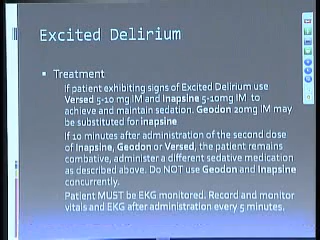 Excited Delirium
Treatment
If patient exhibiting signs of Excited Delirium use
Versed 5-10 mg IM and Inapsine 5-10mg IM to
achieve and maintain sedation. Geodon 20mg IM may
be substituted for inapsine
If 10 minutes after administration of the second dose
of Inapsine, Geodon or Versed, the patient remains
combative, administer a different sedative medication
as described above. Do NOT use Geodon and Inapsine
concurrently.
Patient MUST be EKG monitored. Record and monitor
vitals and EKG after administration every 5 minutes.